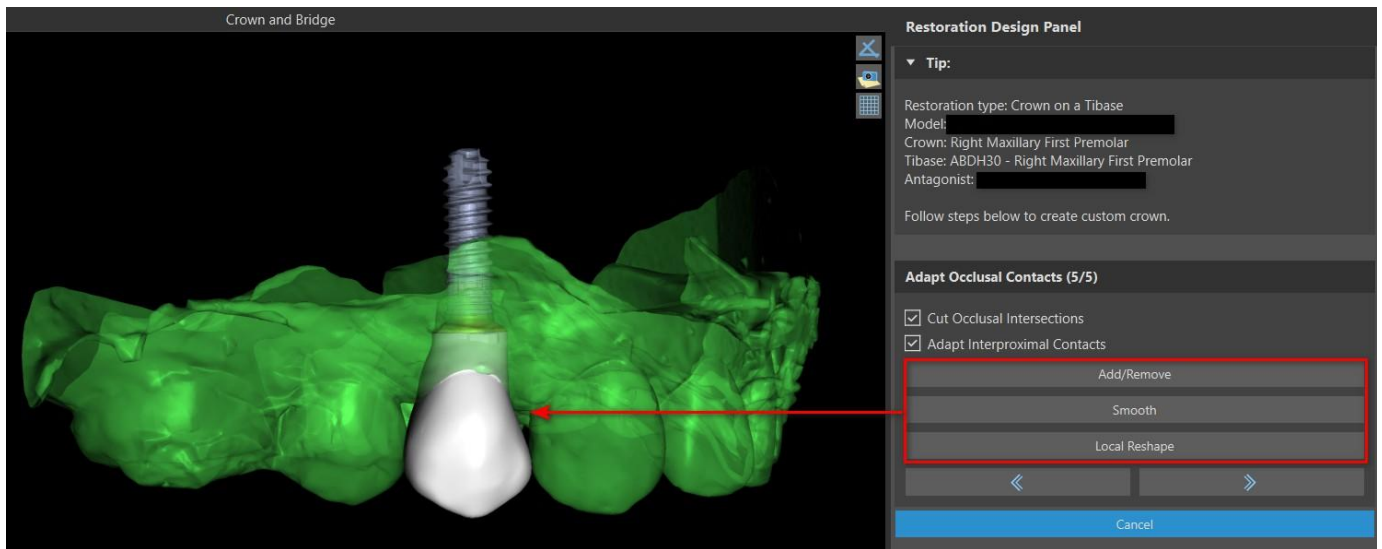 Crown and Bridge
Restoration Design Panel
Tip:
Restoration type: Crown on a Tibase
Model:
Crown: Right Maxillary First Premolar
Tibase: ABDH30 - Right Maxillary First Premolar
Antagonist:
Follow steps below to create custom crown.
Adapt Occlusal Contacts (5/5)
Cut Occlusal Intersections
Adapt Interproximal Contacts
Add/Remove
Smooth
Local Reshape
Cancel